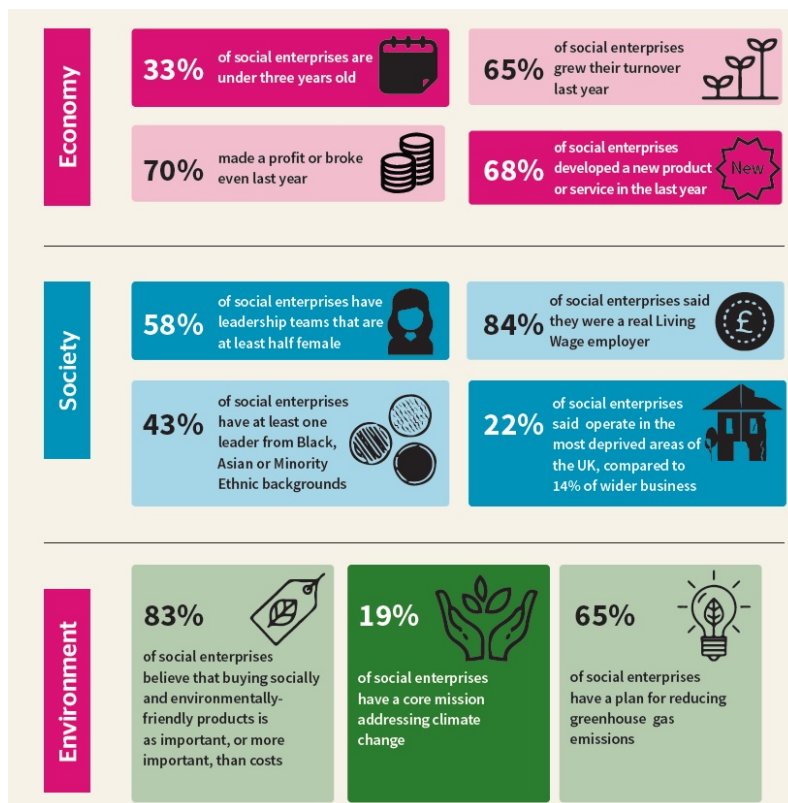 Economy
33%
of social enterprises are
under three years old
65%
of social enterprises
grew their turnover
last year
70%
made a profit or broke
even last year
68%
of social enterprises
developed a new product
or service in the last year
New
Society
58%
of social enterprises have
leadership teams that are
at least half female
84%
of social enterprises said
they were a real Living
Wage employer
£
43%
of social enterprises
have at least one
leader from Black,
Asian or Minority
Ethnic backgrounds
22%
of social enterprises
said operate in the
most deprived areas of
the UK, compared to
14% of wider business
Environment
83%
of social enterprises
believe that buying socially
and environmentally-
friendly products is
as important, or more
important, than costs
19%
of social enterprises
have a core mission
addressing climate
change
65%
of social enterprises
have a plan for reducing
greenhouse gas
emissions